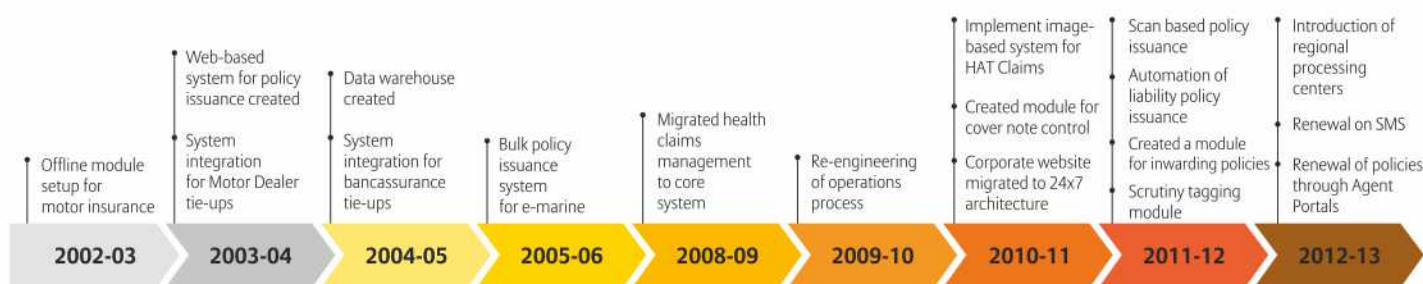 Offline module
setup for
motor insurance
2002-03
Web-based
system for policy
issuance created
System
integration
for Motor Dealer
tie-ups
2003-04
Data warehouse
created
System
integration for
bancassurance
tie-ups
2004-05
Bulk policy
issuance
system
for e-marine
2005-06
Migrated health
claims
management
to core
system
2008-09
Re-engineering
of operations
process
2009-10
Implement image-
based system for
HAT Claims
Created module for
cover note control
Corporate website
migrated to 24x7
architecture
2010-11
Scan based policy
issuance
Automation of
liability policy
issuance
Created a module
for inwarding policies
Scrutiny tagging
module
2011-12
Introduction of
regional
processing
centers
Renewal on SMS
Renewal of policies
through Agent
Portals
2012-13